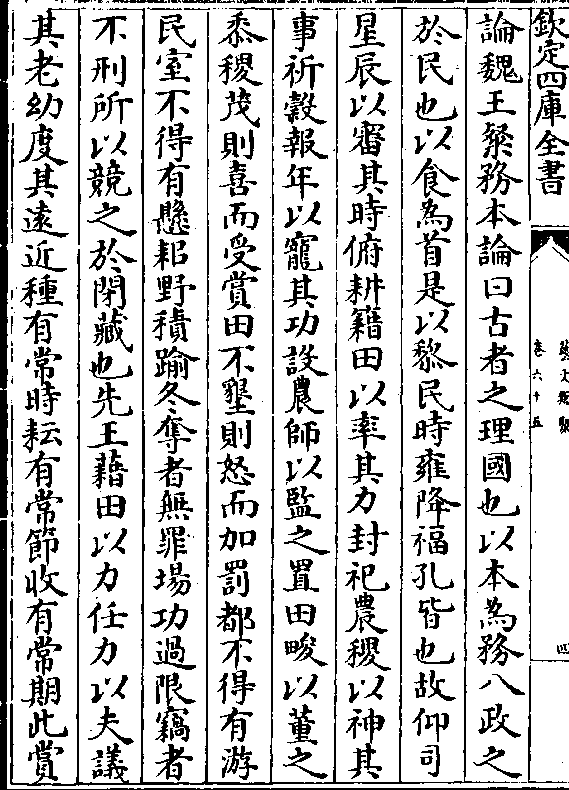 欽定四庫全書
藝文類聚
卷六十五
四
論魏王粲務本論曰古者之理國也以本為務八政之
於民也以食為首是以黎民時雍降福孔皆也故仰司
星辰以審其時俯耕籍田以率其力封祀農稷以神其
事祈穀報年以寵其功設農師以監之置田畯以董之
黍稷茂則喜而受賞田不墾則怒而加罰都不得有游
民室不得有懸耜野積踰冬奪者無罪場功過限竊者
不刑所以競之於閉藏也先王藉田以力任力以夫議
其老幼度其遠近種有常時耘有常節收有常期此賞